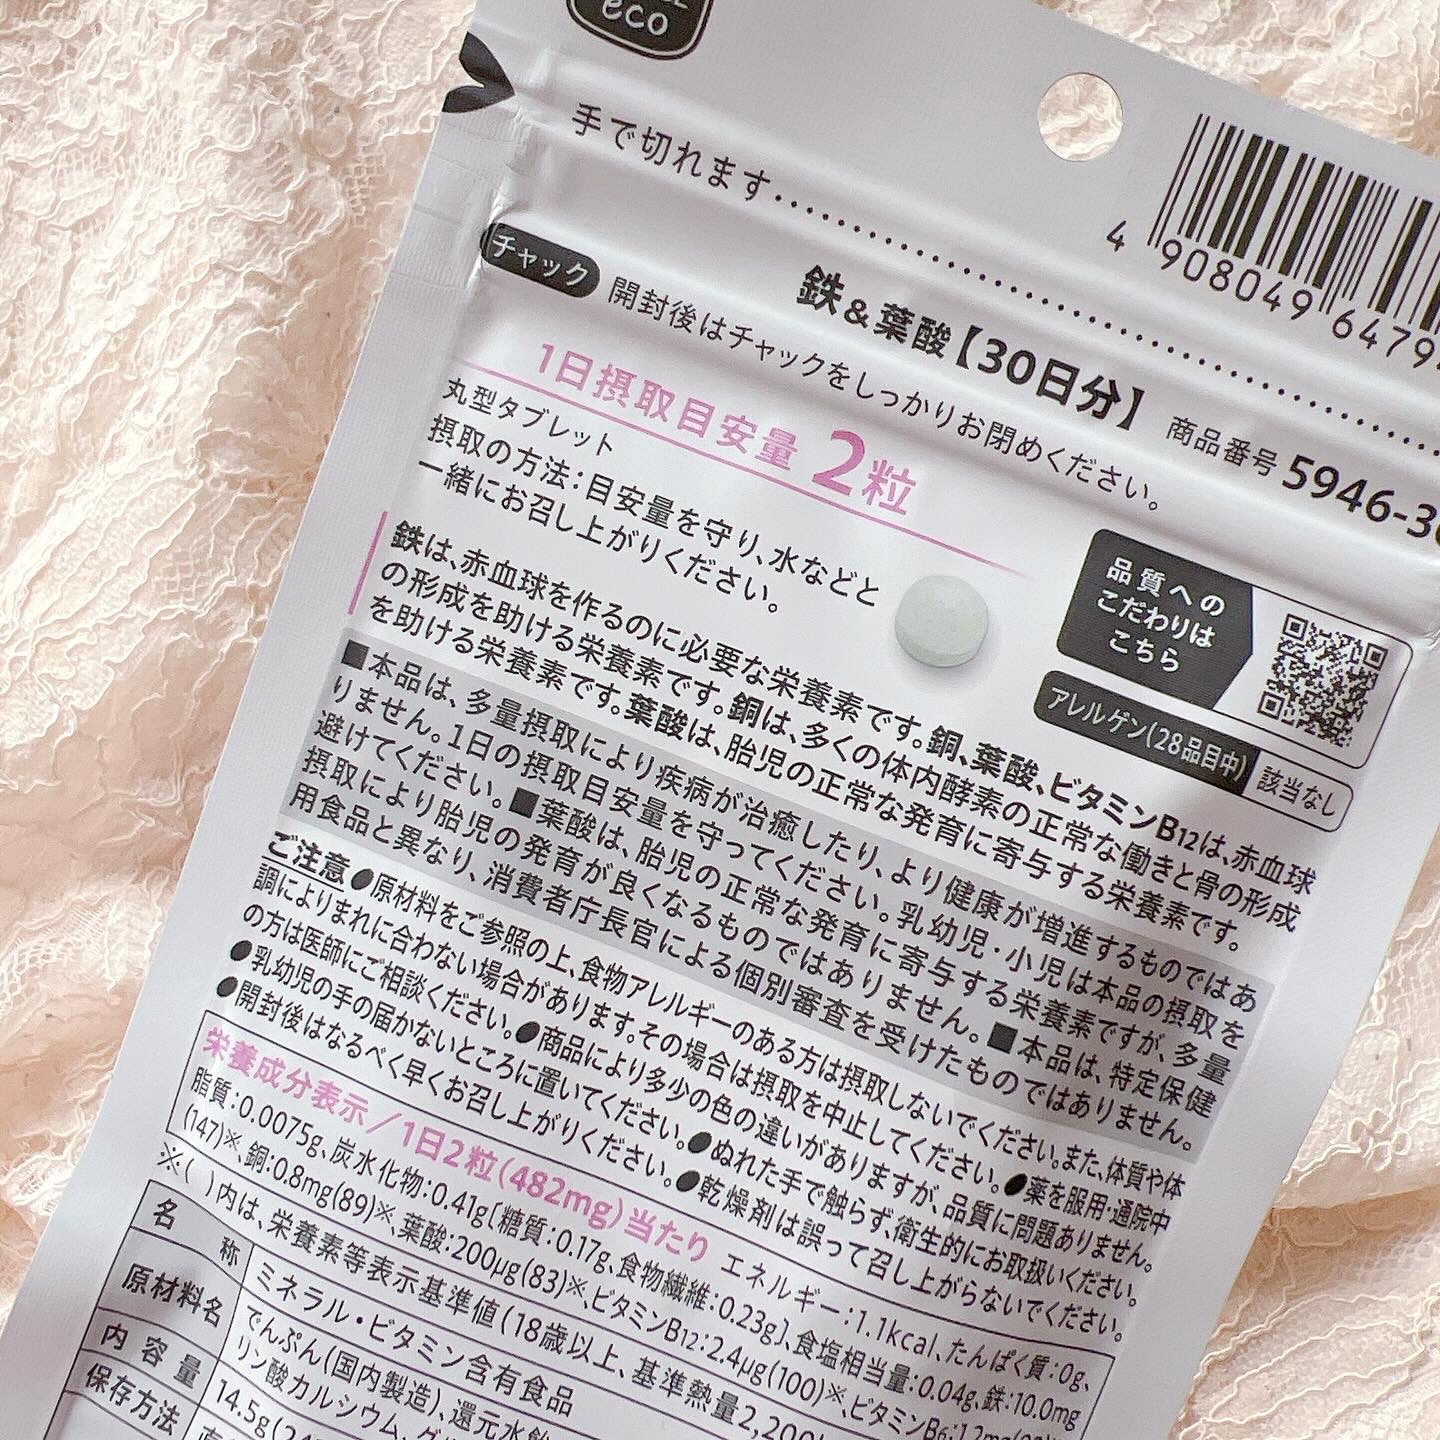 eco
手で切れます
4 908049 6479
チャック 開封後はチャックをしっかりお閉めください。
鉄&葉酸【30日分】 商品番号 5946-3
1日摂取目安量 2粒
丸型タブレット
摂取の方法:目安量を守り、水などと
一緒にお召し上がりください。
品質への
こだわりは
こちら
アレルゲン(28品目中) 該当なし
鉄は、赤血球を作るのに必要な栄養素です。銅、葉酸、ビタミンB12は、赤血球
の形成を助ける栄養素です。銅は、多くの体内酵素の正常な働きと骨の形成
を助ける栄養素です。葉酸は、胎児の正常な発育に寄与する栄養素です。
■本品は、多量摂取により疾病が治癒したり、より健康が増進するものではあ
りません。1日の摂取目安量を守ってください。乳幼児・小児は本品の摂取を
避けてください。■葉酸は、胎児の正常な発育に寄与する栄養素ですが、多量
摂取により胎児の発育が良くなるものではありません。■本品は、特定保健
用食品と異なり、消費者庁長官による個別審査を受けたものではありません。
ご注意●原材料をご参照の上、食物アレルギーのある方は摂取しないでください。また、体質や体
調によりまれに合わない場合があります。その場合は摂取を中止してください。●薬を服用・通院中
の方は医師にご相談ください。●商品により多少の色の違いがありますが、品質に問題ありません。
●乳幼児の手の届かないところに置いてください。●ぬれた手で触らず、衛生的にお取扱いください。
●開封後はなるべく早くお召し上がりください。●乾燥剤は誤って召し上がらないでください。
栄養成分表示/1日2粒(482mg)当たり エネルギー:1.1kcal、たんぱく質:0g、
脂質:0.0075g、炭水化物:0.41g〔糖質:0.17g、食物繊維:0.23g〕、食塩相当量:0.04g、鉄:10.0mg
(147)※、銅:0.8mg(89)※、葉酸:200μg(83)※、ビタミンB12:2.4μg(100)※、ビタミンB6:1.2mg
※( )内は、栄養素等表示基準値(18歳以上、基準熱量2,200
名称 ミネラル・ビタミン含有食品
原材料名 でんぷん(国内製造)、還元水飴
リン酸カルシウム、
内容量 14.5g
保存方法